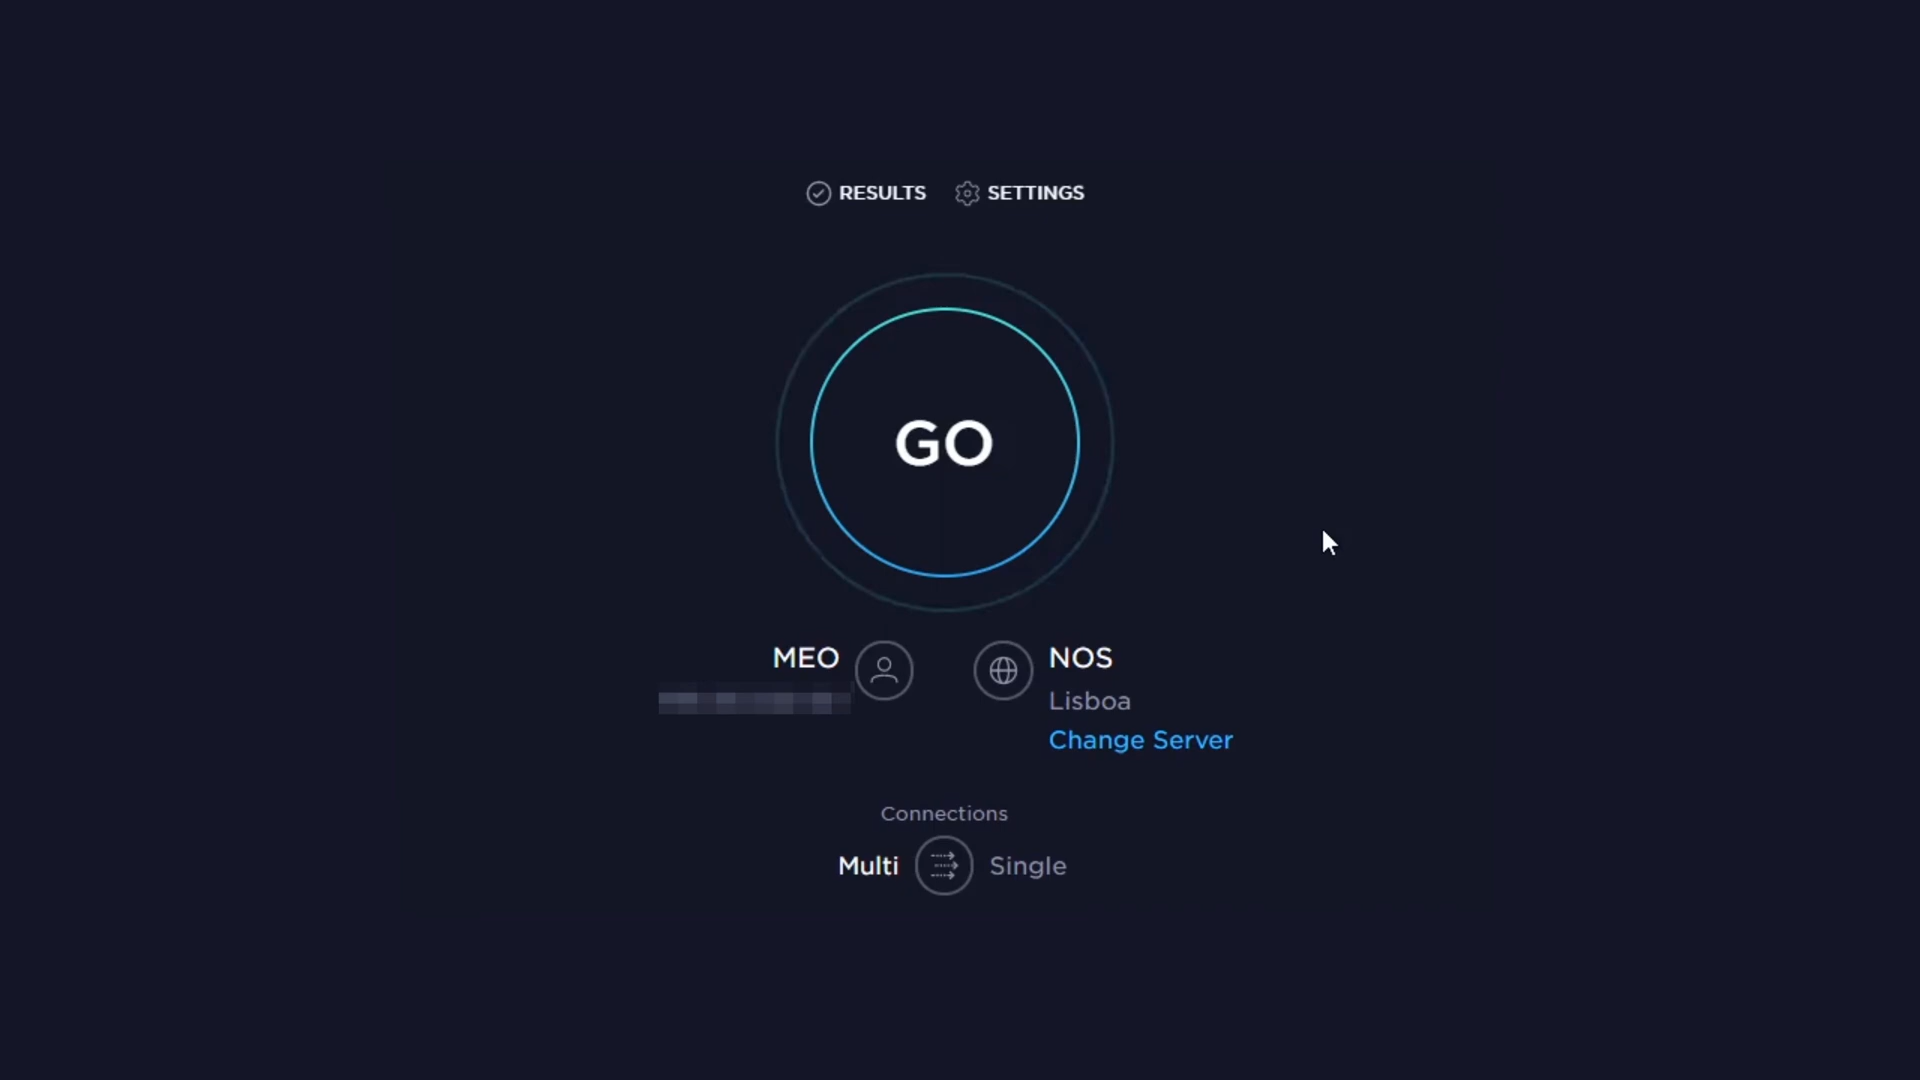 RESULTS SETTINGS
GO
MEO
NOS
Lisboa
Change Server
Connections
Multi Single